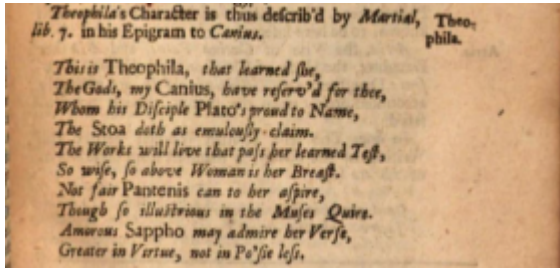 Theophila's Character is thus describ'd by Martial,
lib. 7. in his Epigram to Canius.
Theo-
phila.
This is Theophila, that learned ſhe,
The Gods, my Canius, have reſerv'd for thee,
Whom his Diſciple Plato's proud to Name,
The Stoa doth as emulouſly claim.
The Works will live that paſs her learned Teſt,
So wiſe, ſo above Woman is her Breaſt.
Not fair Pantenis can to her aſpire,
Though ſo illuſtrious in the Muſes Quire.
Amorous Sappho may admire her Verſe,
Greater in Virtue, not in Po'ſie leſs.